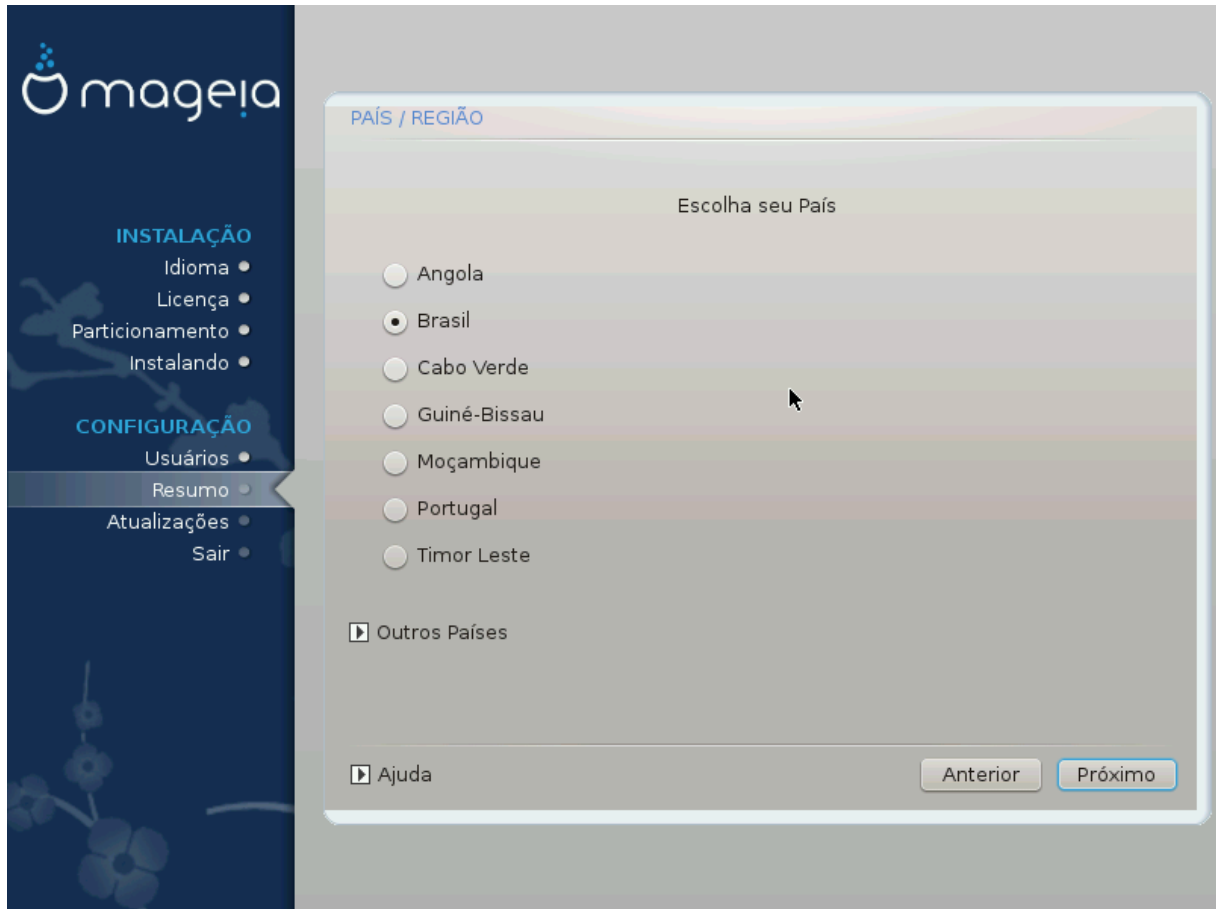 mageia
INSTALAÇÃO
Idioma
Licença
Particionamento
Instalando
CONFIGURAÇÃO
Usuários
Resumo
Atualizações
Sair
PAÍS / REGIÃO
Escolha seu País
Angola
Brasil
Cabo Verde
Guiné-Bissau
Moçambique
Portugal
Timor Leste
Outros Países
Ajuda
Anterior
Próximo